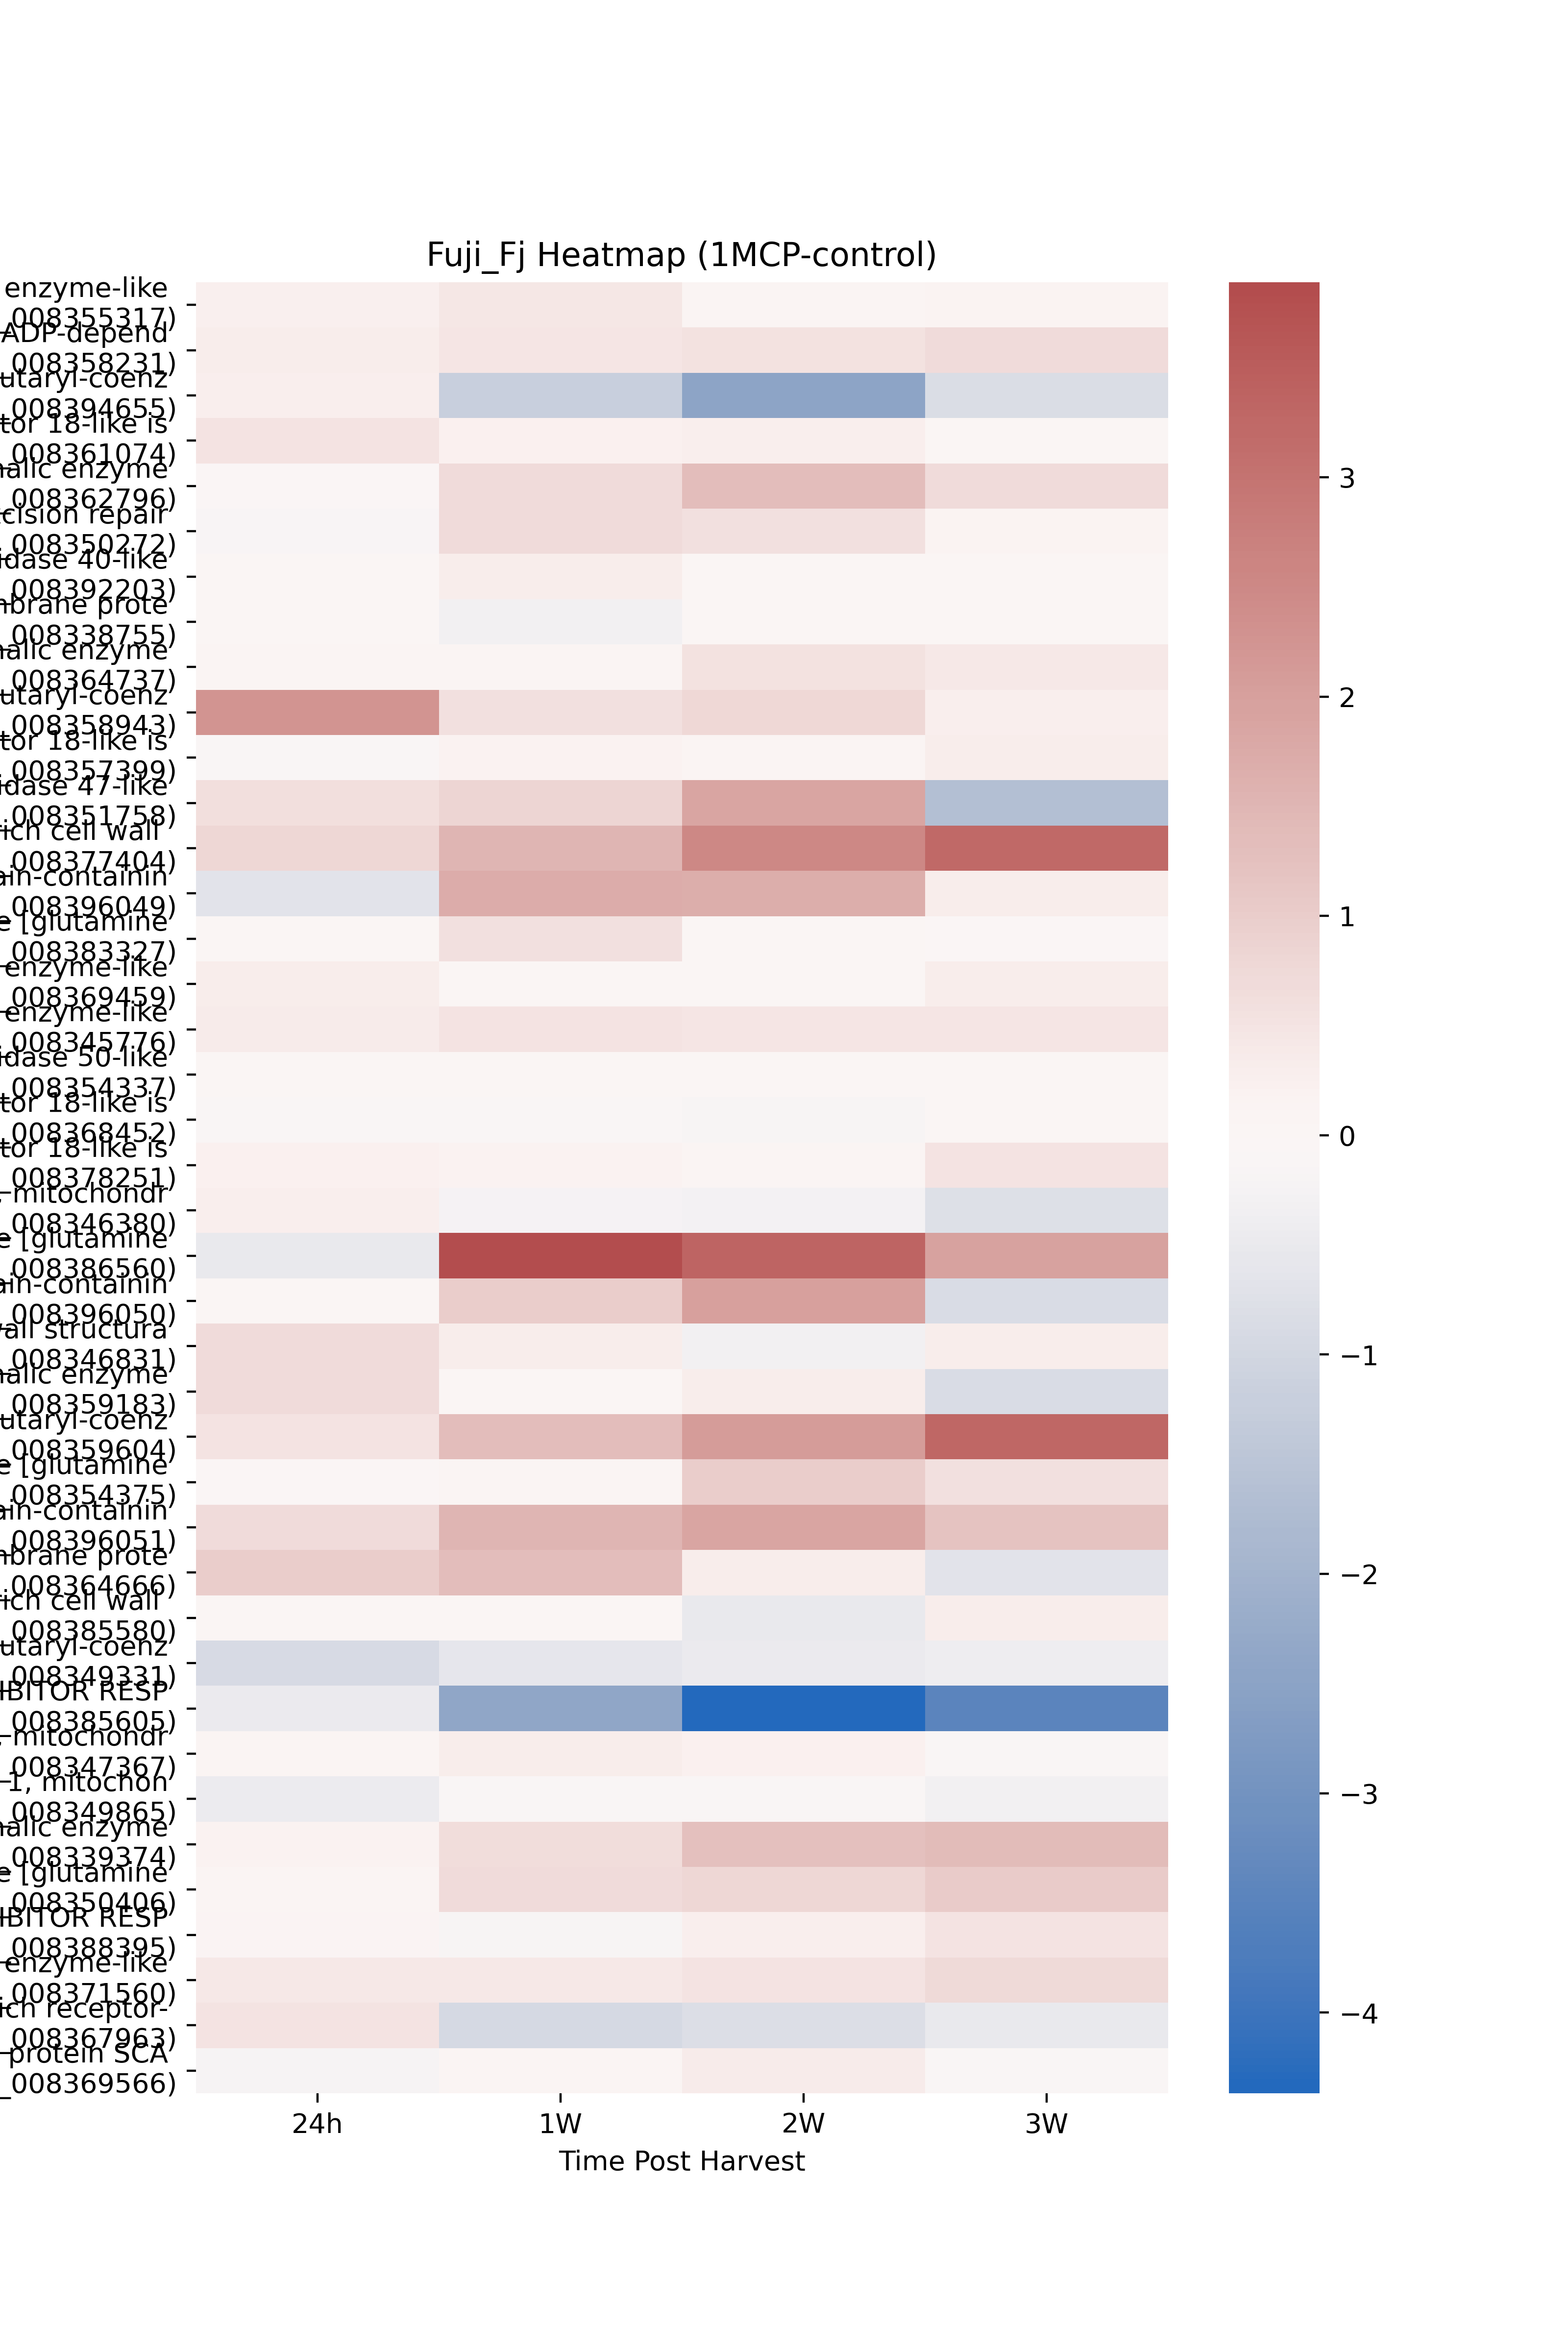 Fuji_Fj Heatmap (1MCP-control)
enzyme-like
008355317)
ADP-depend
008358231)
utaryl-coenz
008394655)
tor 18-like is
008361074)
alic enzyme
008362796)
cision repair
008350272)
idase 40-like
008392203)
brane prote
008338755)
alic enzyme
008364737)
utaryl-coenz
008358943)
tor 18-like is
008357399)
idase 47-like
008351758)
ich cell wall
008377404)
ain-containin
008396049)
e [glutamine
008383327)
enzyme-like
008369459)
enzyme-like
008345776)
idase 50-like
008354337)
tor 18-like is
008368452)
tor 18-like is
008378251)
, mitochondr
008346380)
e [glutamine
008386560)
ain-containin
008396050)
all structura
008346831)
alic enzyme
008359183)
utaryl-coenz
008359604)
e [glutamine
008354375)
ain-containin
008396051)
brane prote
008364666)
ich cell wall
008385580)
utaryl-coenz
008349331)
IBITOR RESP
008385605)
, mitochondr
008347367)
1, mitochon
008349865)
alic enzyme
008339374)
e [glutamine
008350406)
IBITOR RESP
008388395)
enzyme-like
008371560)
ich receptor-
008367963)
protein SCA
_008369566)
24h 1W 2W 3W
Time Post Harvest
3
2
1
0
−1
−2
−3
−4